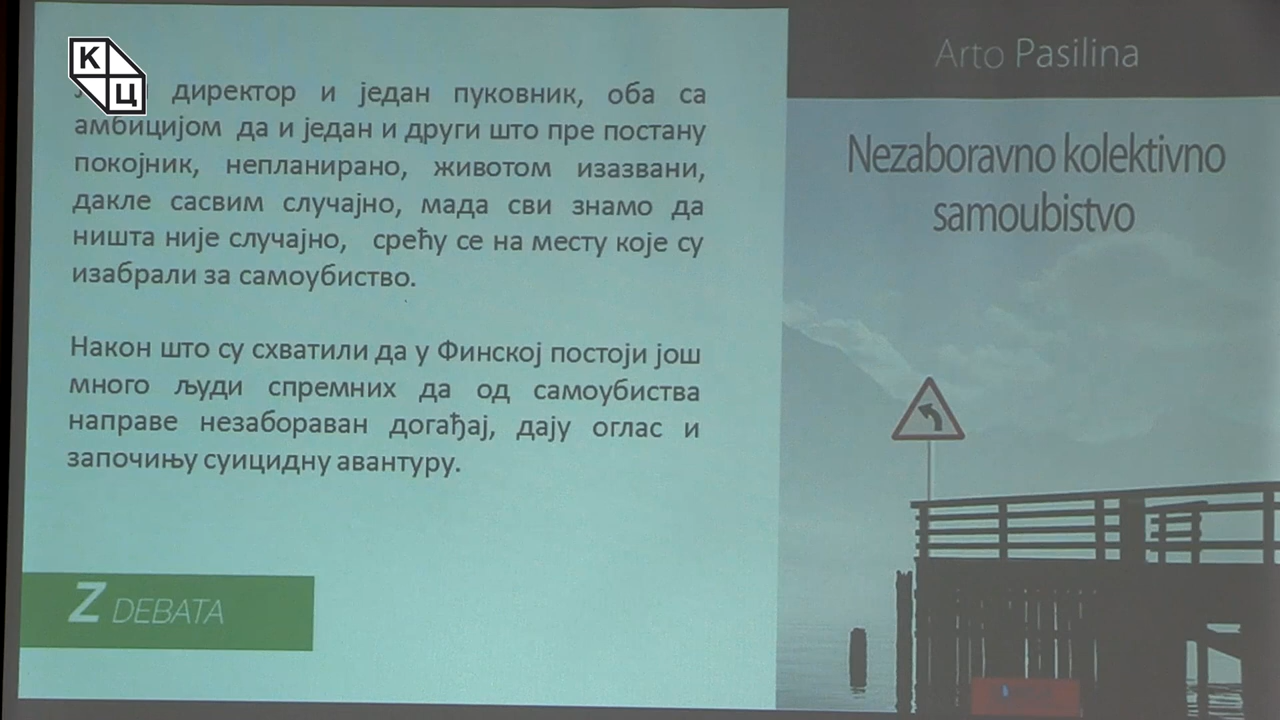 К
Ц
директор и један пуковник, оба са
амбицијом да и један и други што пре постану
покојник, непланирано, животом изазвани,
дакле сасвим случајно, мада сви знамо да
ништа није случајно, срећу се на месту које су
изабрали за самоубиство.
Након што су схватили да у Финској постоји још
много људи спремних да од самоубиства
направе незабораван догађај, дају оглас и
започињу суицидну авантуру.
Z DEBATA
Arto Pasilina
Nezaboravno kolektivno
samoubistvo